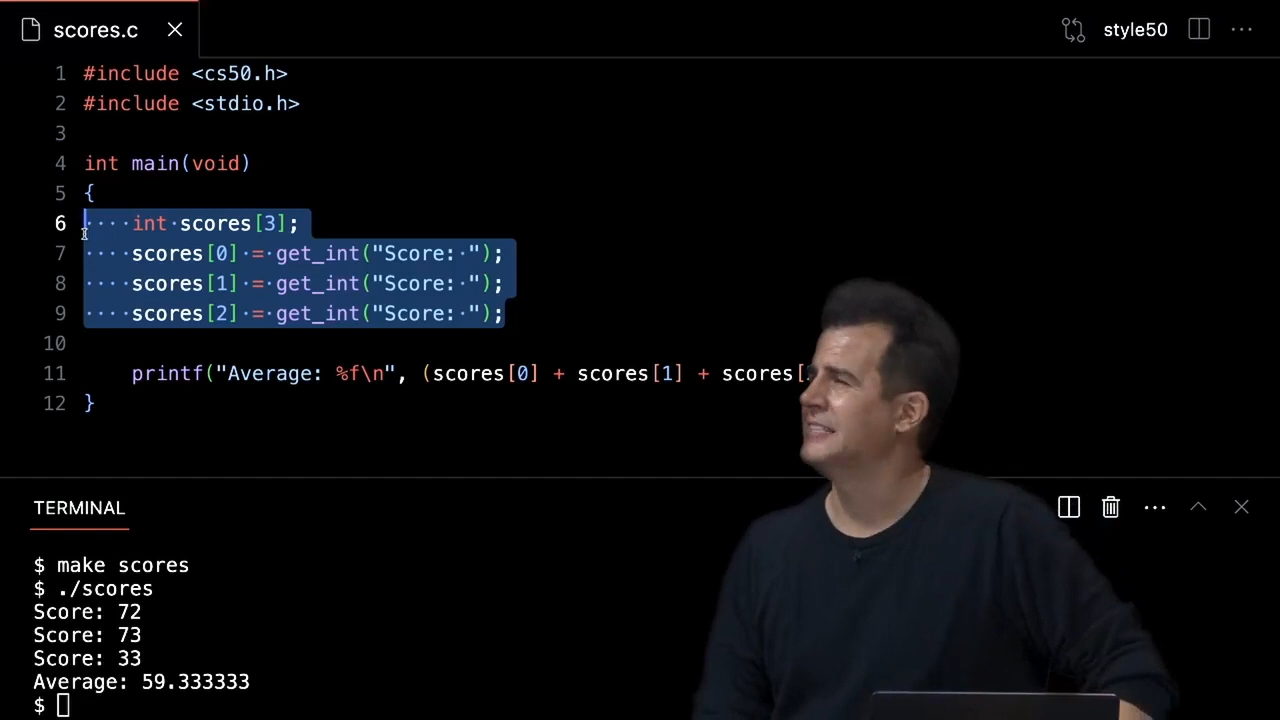 scores.c
style50
1 #include <cs50.h>
2 #include <stdio.h>
3
4 int main(void)
5 {
6 ····int·scores[3];
7 ····scores[0]·=·get_int("Score:·");
8 ····scores[1]·=·get_int("Score:·");
9 ····scores[2]·=·get_int("Score:·");
10
11 printf("Average: %f\n", (scores[0] + scores[1] + scores[
12 }
TERMINAL
$ make scores
$ ./scores
Score: 72
Score: 73
Score: 33
Average: 59.333333
$